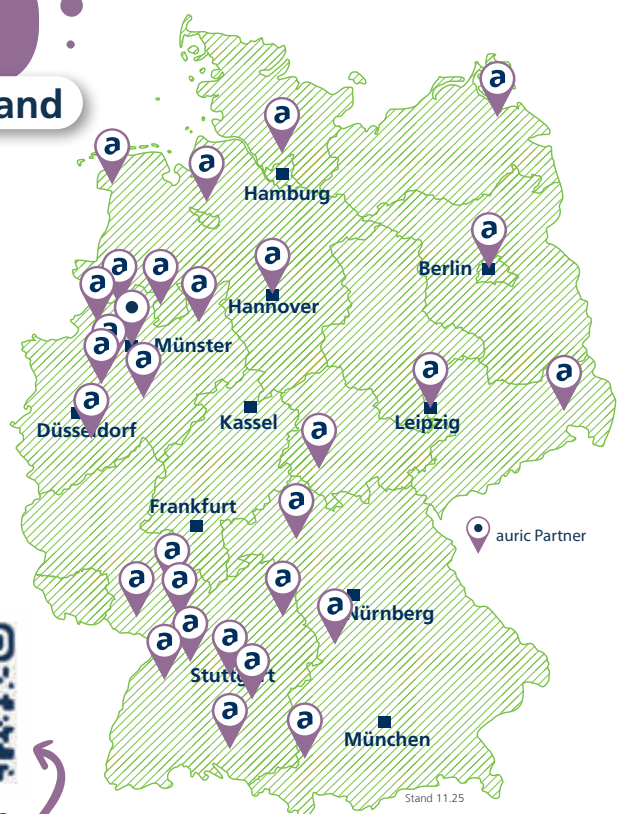 and
a
a
a
a
Hamburg
a
Berlin
a
Hannover
a
a
a
a
a
Münster
a
a
a
Düsseldorf
Kassel
a
Leipzig
a
a
a
Frankfurt
auric Partner
a
a
a
a
a
Nürnberg
a
a
a
a
Stuttgart
a
a
München
Stand 11.25